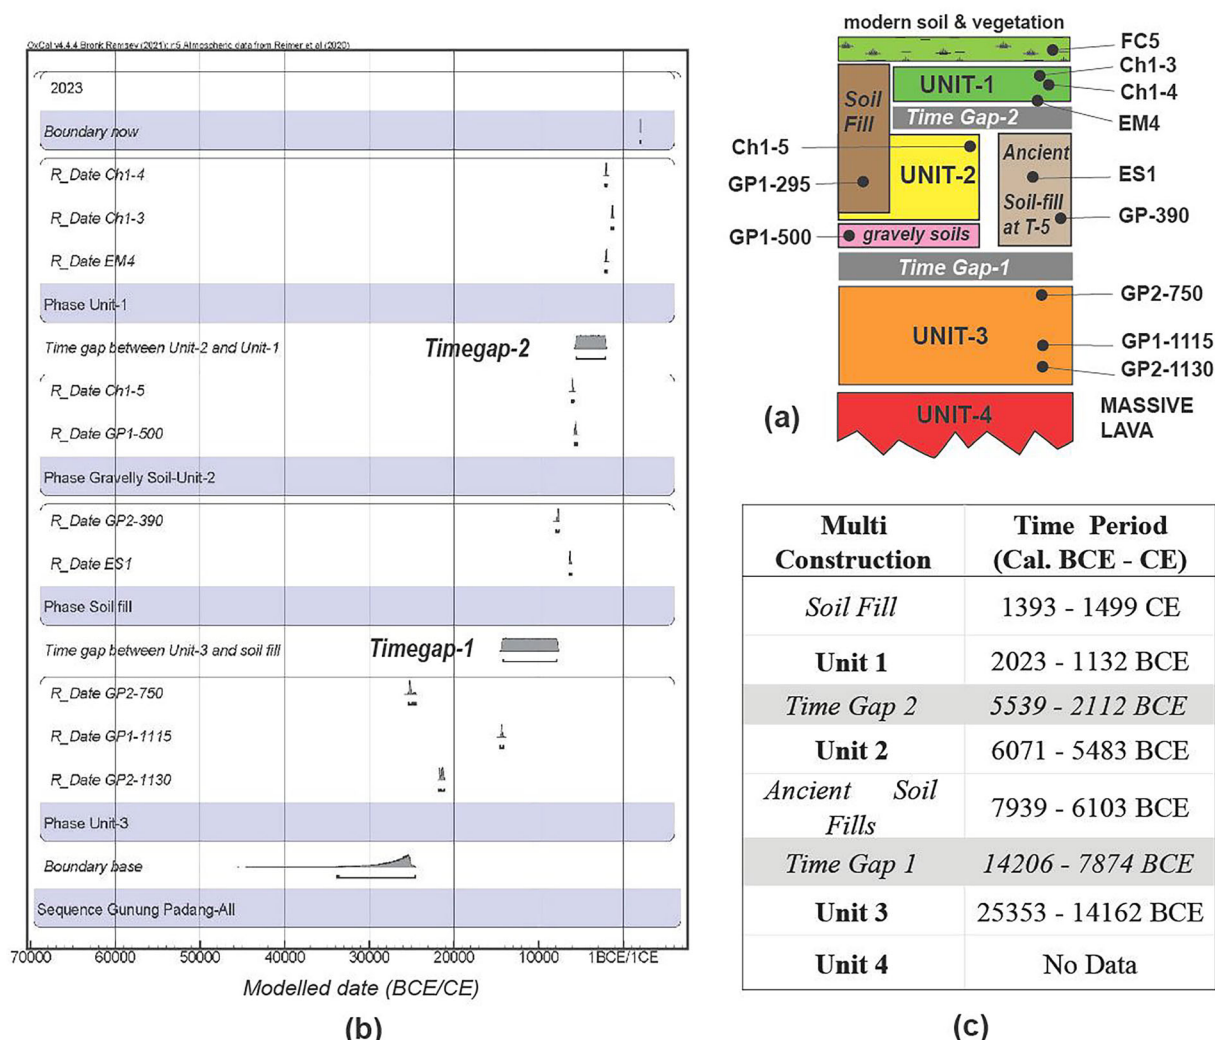 OxCal v4.4.4 Bronk Ramsey (2021); r:5 Atmospheric data from Reimer et al (2020)
2023
Boundary now
R_Date Ch1-4
R_Date Ch1-3
R_Date EM4
Phase Unit-1
Time gap between Unit-2 and Unit-1
Timegap-2
R_Date Ch1-5
R_Date GP1-500
Phase Gravelly Soil-Unit-2
R_Date GP2-390
R_Date ES1
Phase Soil fill
Time gap between Unit-3 and soil fill
Timegap-1
R_Date GP2-750
R_Date GP1-1115
R_Date GP2-1130
Phase Unit-3
Boundary base
Sequence Gunung Padang-All
70000 60000 50000 40000 30000 20000 10000 1BCE/1CE
Modelled date (BCE/CE)
(b)
modern soil & vegetation
FC5
Ch1-3
UNIT-1
Ch1-4
Soil
Fill
Time Gap-2
EM4
Ch1-5
Ancient
UNIT-2
ES1
GP1-295
Soil-fill
at T-5
GP-390
GP1-500
gravely soils
Time Gap-1
GP2-750
UNIT-3
GP1-1115
GP2-1130
UNIT-4
MASSIVE
LAVA
(a)
Multi
Construction
Time Period
(Cal. BCE - CE)
Soil Fill 1393 - 1499 CE
Unit 1 2023 - 1132 BCE
Time Gap 2 5539 - 2112 BCE
Unit 2 6071 - 5483 BCE
Ancient Soil
Fills
7939 - 6103 BCE
Time Gap 1 14206 - 7874 BCE
Unit 3 25353 - 14162 BCE
Unit 4 No Data
(c)